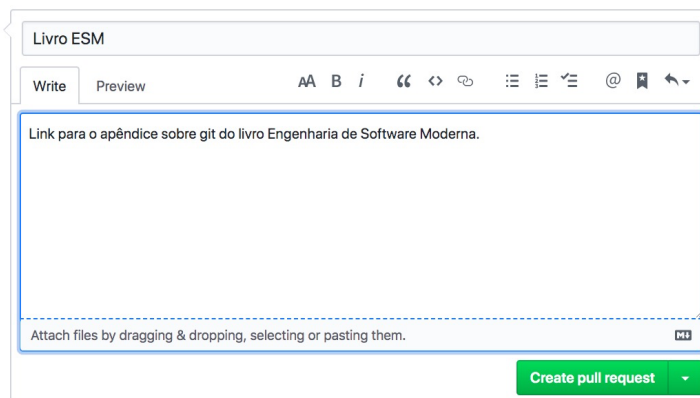 Livro ESM
Write Preview AA B i “ <> @
Link para o apêndice sobre git do livro Engenharia de Software Moderna.
Attach files by dragging & dropping, selecting or pasting them. M↓
Create pull request